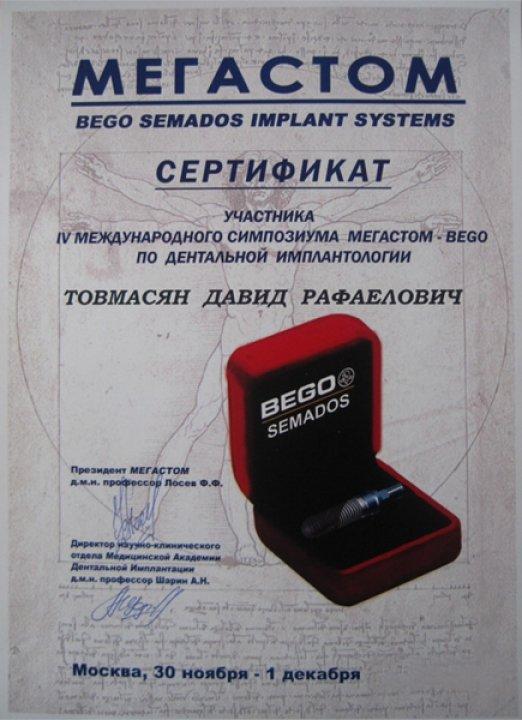 МЕГАСТОМ
BEGO SEMADOS IMPLANT SYSTEMS
СЕРТИФИКАТ
УЧАСТНИКА
IV МЕЖДУНАРОДНОГО СИМПОЗИУМА МЕГАСТОМ - BEGO
ПО ДЕНТАЛЬНОЙ ИМПЛАНТОЛОГИИ
ТОВМАСЯН ДАВИД РАФАЕЛОВИЧ
BEGO
SEMADOS
Президент МЕГАСТОМ
д.м.н. профессор Лосев Ф.Ф.
Директор научно-клинического
отдела Медицинской Академии
Дентальной Имплантации
д.м.н. профессор Шарин А.Н.
Москва, 30 ноября - 1 декабря